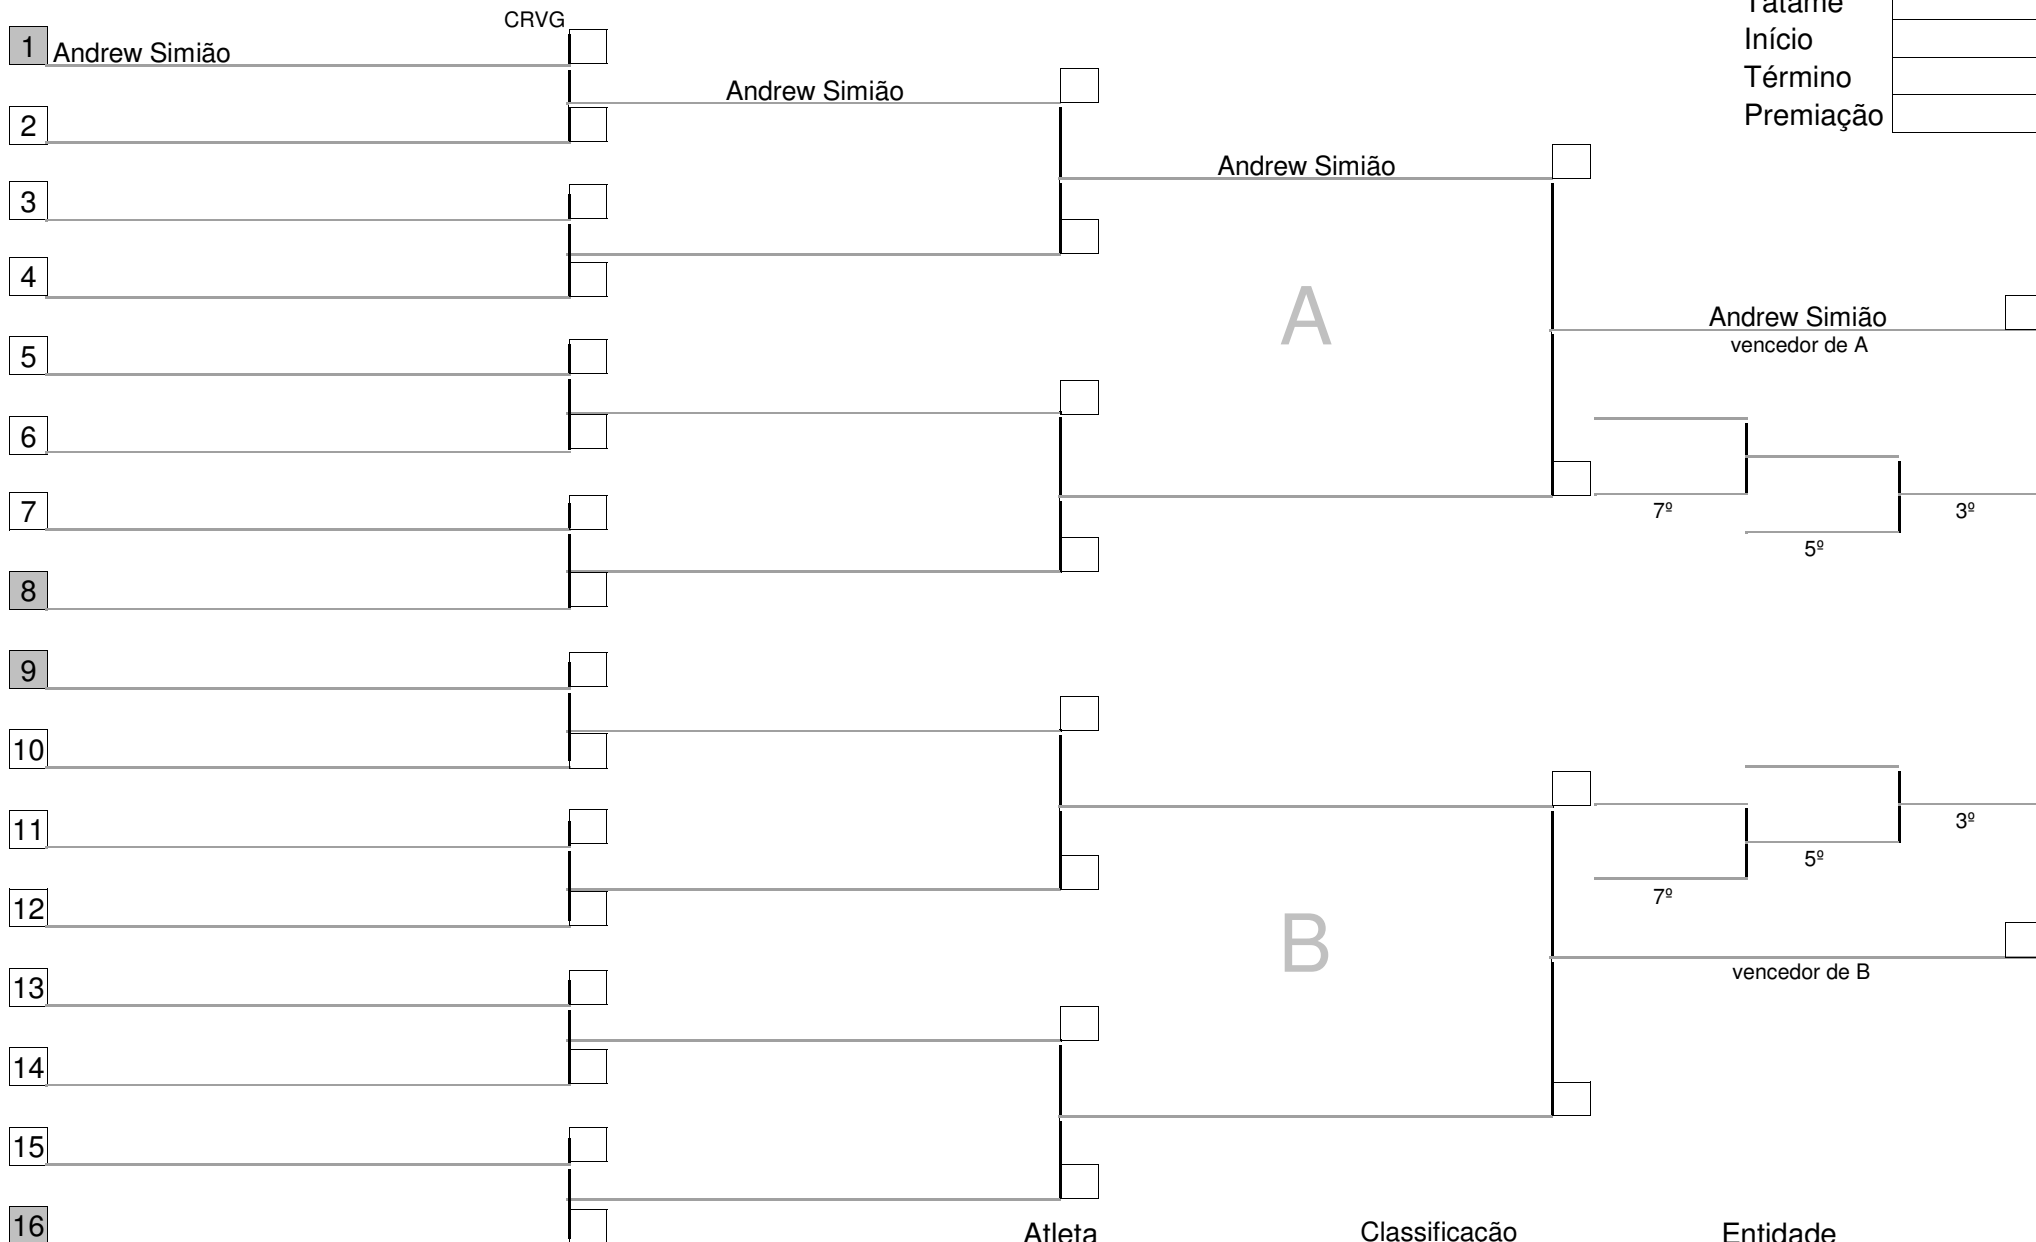 Tatame
CRVG
1 Andrew Simião
Início
Andrew Simião
Término
2
Premiação
Andrew Simião
3
4
A
Andrew Simião
vencedor de A
5
6
7
7º
3º
5º
8
9
10
11
3º
5º
12
7º
B
vencedor de B
13
14
15
16
Atleta
Classificação
Entidade